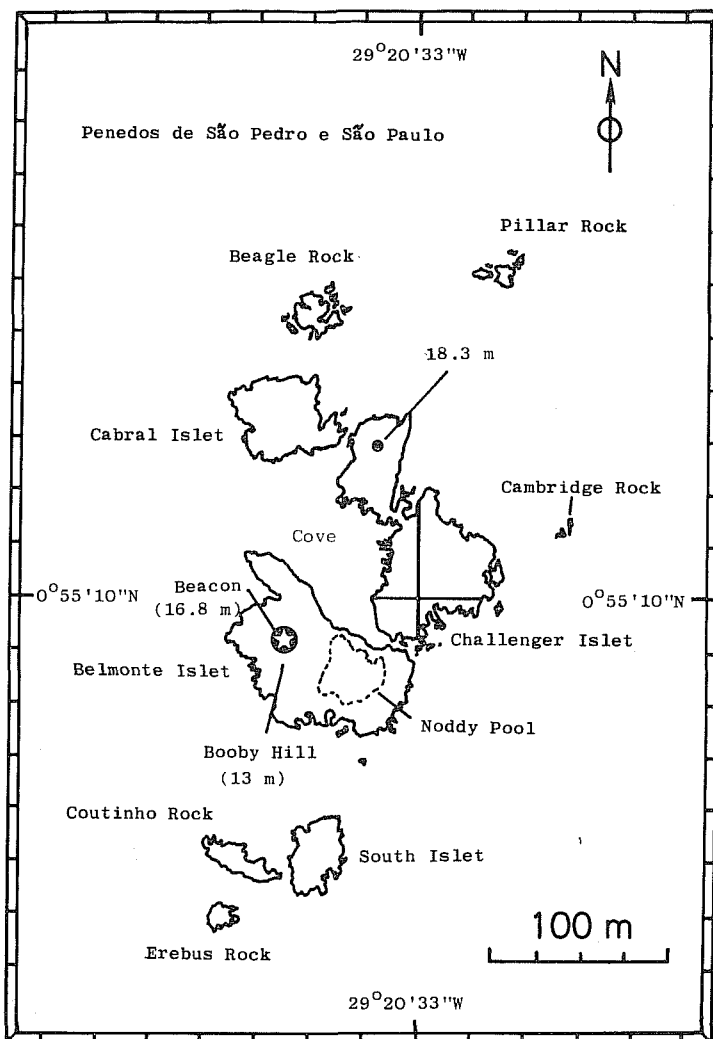 29°20'33"W
N
Penedos de São Pedro e São Paulo
Pillar Rock
Beagle Rock
18.3 m
Cabral Islet
Cambridge Rock
Cove
Beacon
(16.8 m)
0°55'10"N
0°55'10"N
Challenger Islet
Belmonte Islet
Noddy Pool
Booby Hill
(13 m)
Coutinho Rock
South Islet
100 m
Erebus Rock
29°20'33"W